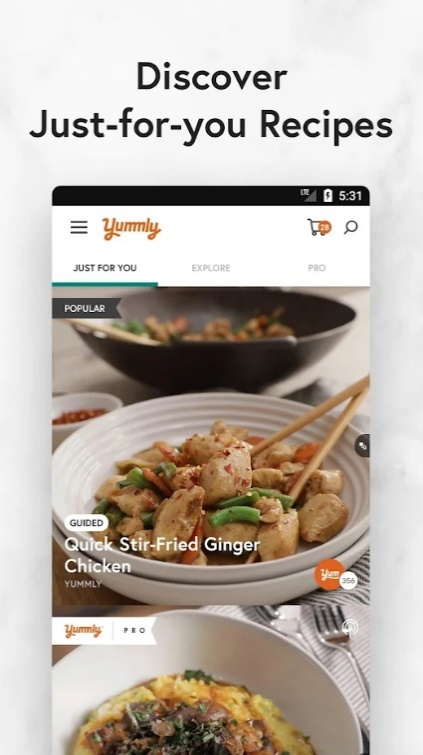 Discover
Just-for-you Recipes
LTE 5:31
Yummly 28
JUST FOR YOU EXPLORE PRO
POPULAR
GUIDED
Quick Stir-Fried Ginger
Chicken
YUMMLY
Yum 356
Yummly PRO